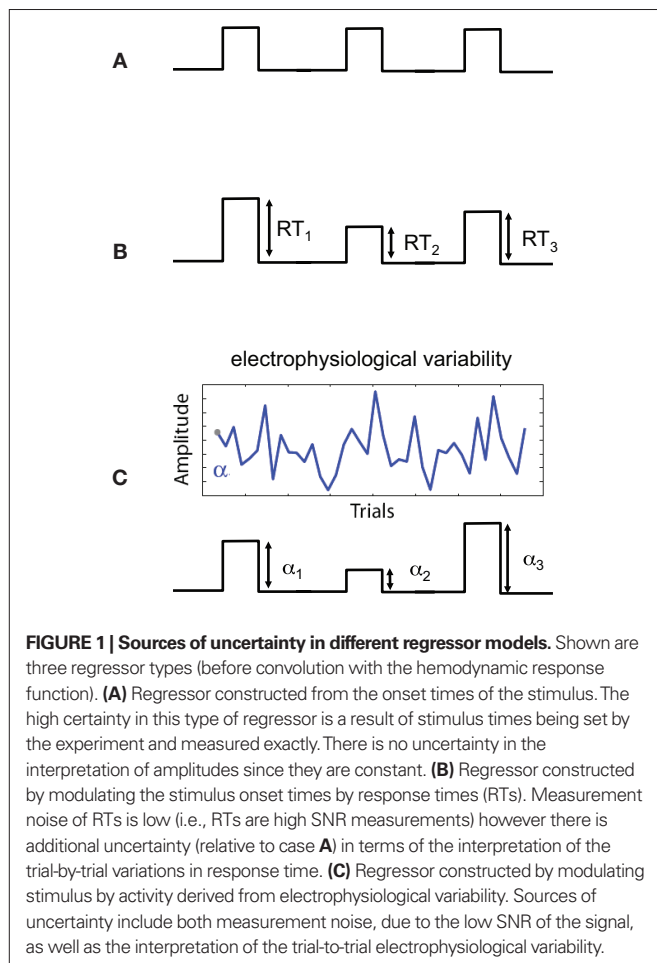 A
B
RT1
RT2
RT3
electrophysiological variability
Amplitude
α
C
Trials
α1
α2
α3
FIGURE 1 | Sources of uncertainty in different regressor models. Shown are
three regressor types (before convolution with the hemodynamic response
function). (A) Regressor constructed from the onset times of the stimulus. The
high certainty in this type of regressor is a result of stimulus times being set by
the experiment and measured exactly. There is no uncertainty in the
interpretation of amplitudes since they are constant. (B) Regressor constructed
by modulating the stimulus onset times by response times (RTs). Measurement
noise of RTs is low (i.e., RTs are high SNR measurements) however there is
additional uncertainty (relative to case A) in terms of the interpretation of the
trial-by-trial variations in response time. (C) Regressor constructed by modulating
stimulus by activity derived from electrophysiological variability. Sources of
uncertainty include both measurement noise, due to the low SNR of the signal,
as well as the interpretation of the trial-to-trial electrophysiological variability.